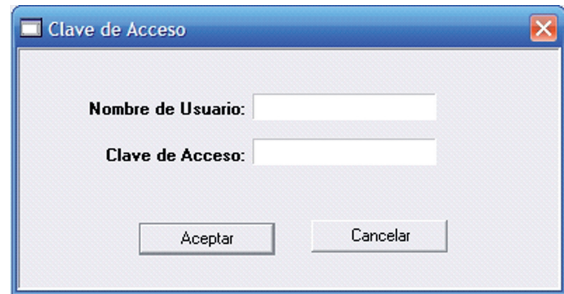 Clave de Acceso
Nombre de Usuario:
Clave de Acceso:
Aceptar Cancelar